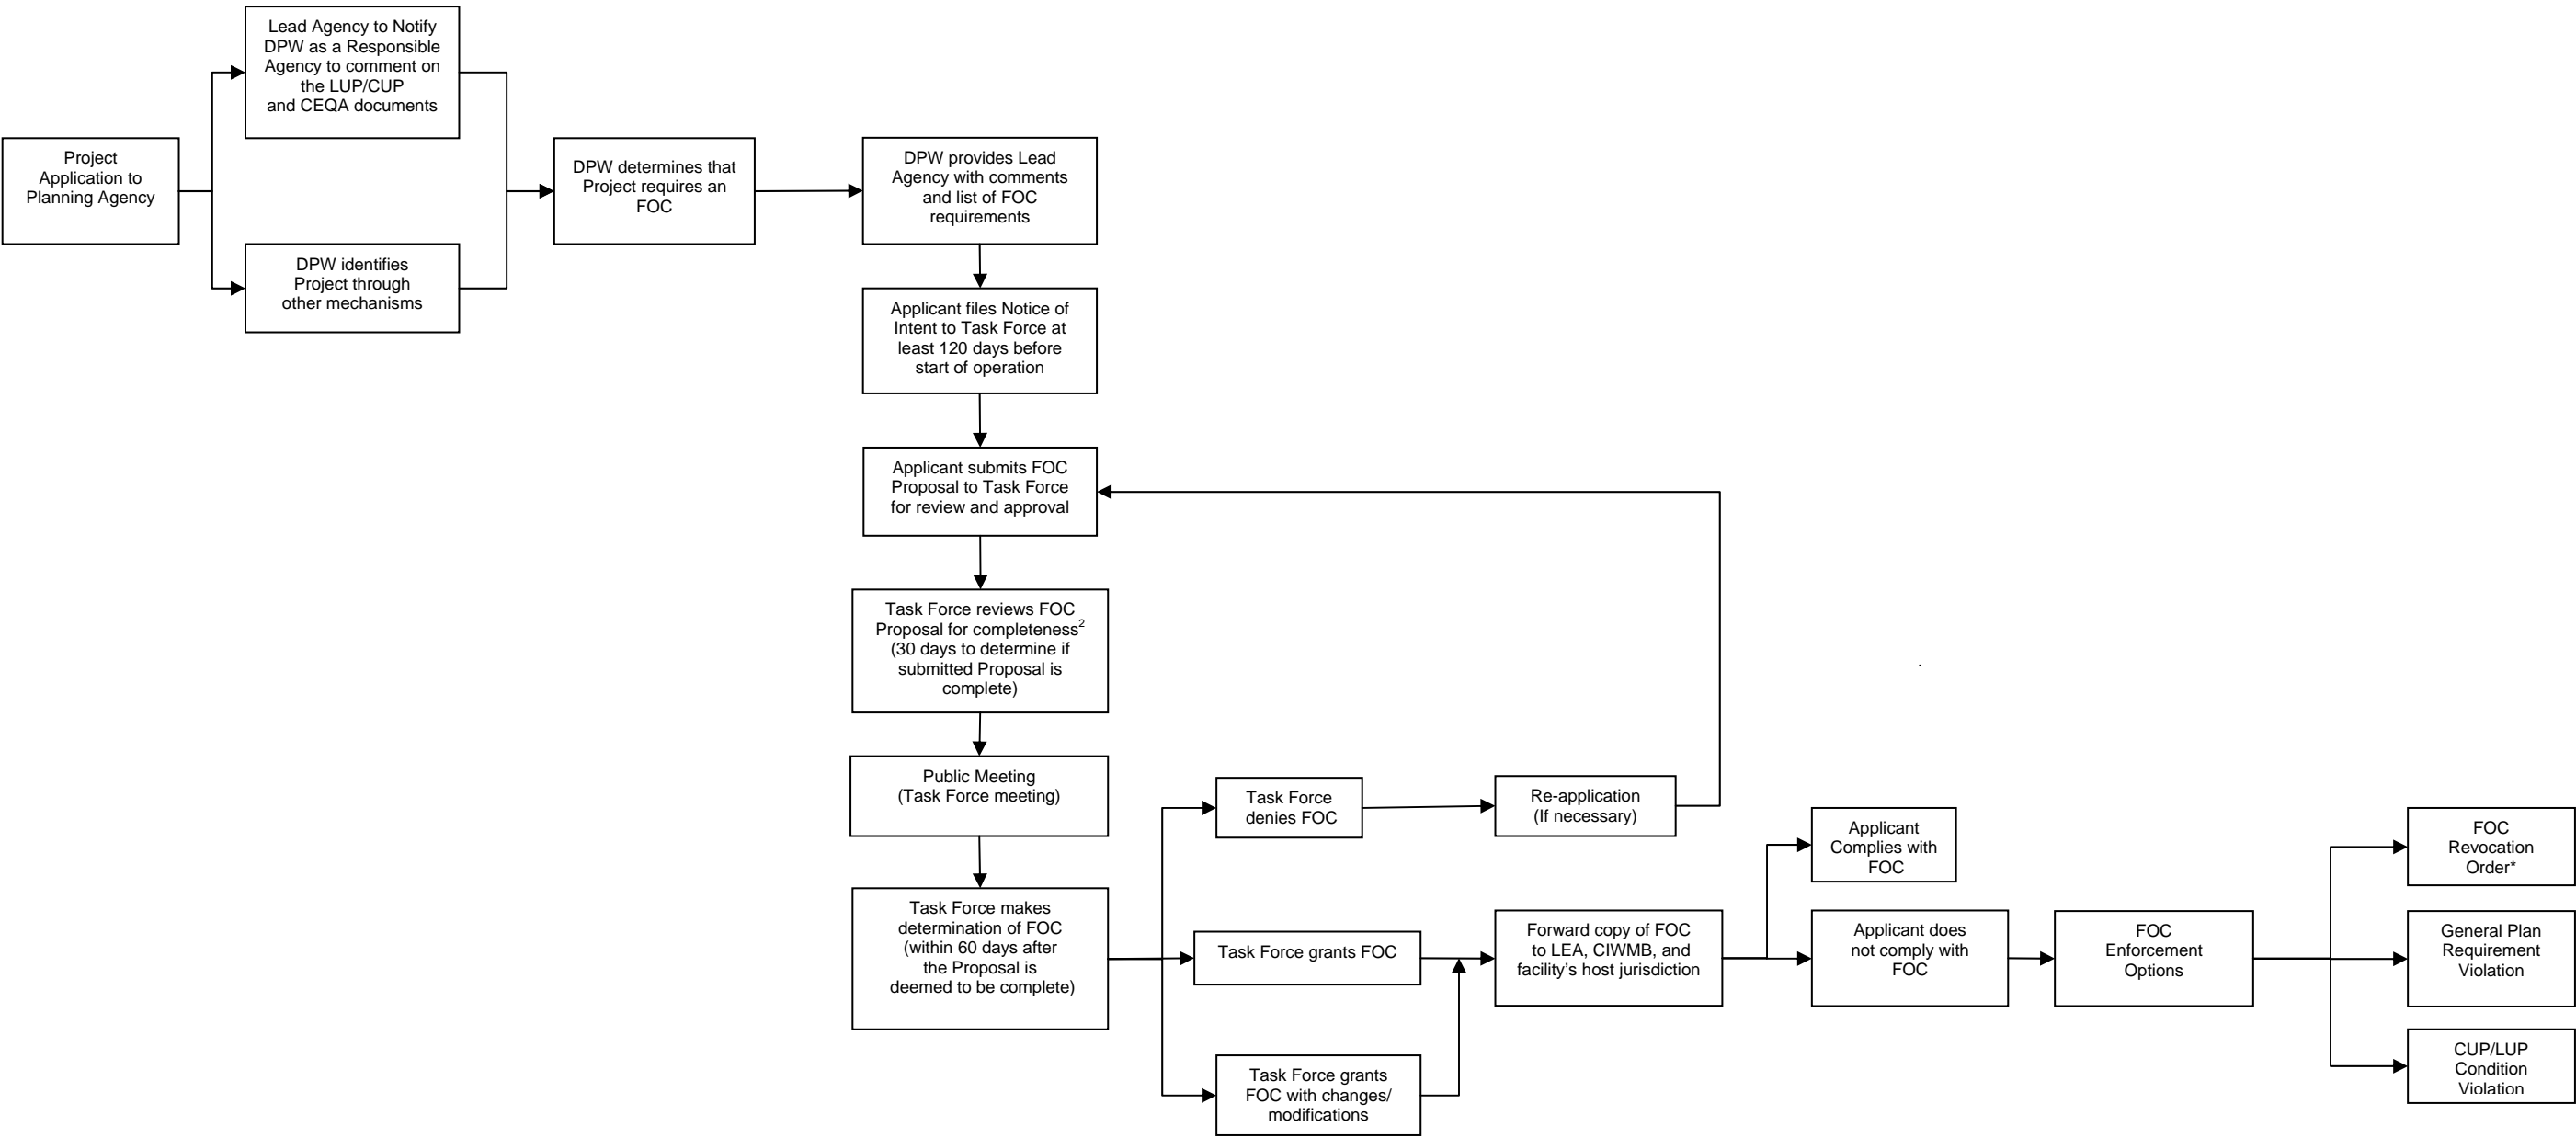 Project
Application to
Planning Agency
Lead Agency to Notify
DPW as a Responsible
Agency to comment on
the LUP/CUP
and CEQA documents
DPW identifies
Project through
other mechanisms
DPW determines that
Project requires an
FOC
DPW provides Lead
Agency with comments
and list of FOC
requirements
Applicant files Notice of
Intent to Task Force at
least 120 days before
start of operation
Applicant submits FOC
Proposal to Task Force
for review and approval
Task Force reviews FOC
Proposal for completeness²
(30 days to determine if
submitted Proposal is
complete)
Public Meeting
(Task Force meeting)
Task Force makes
determination of FOC
(within 60 days after
the Proposal is
deemed to be complete)
Task Force
denies FOC
Re-application
(If necessary)
Task Force grants FOC
Task Force grants
FOC with changes/
modifications
Forward copy of FOC
to LEA, CIWMB, and
facility’s host jurisdiction
Applicant
Complies with
FOC
Applicant does
not comply with
FOC
FOC
Enforcement
Options
FOC
Revocation
Order*
General Plan
Requirement
Violation
CUP/LUP
Condition
Violation